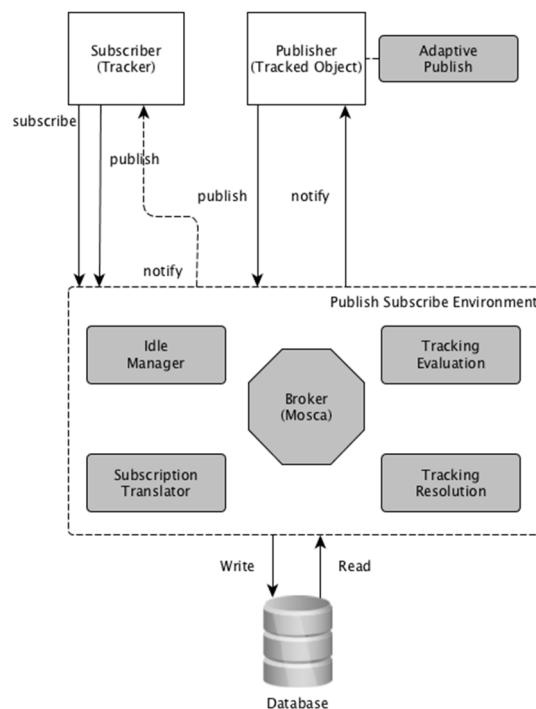 Subscriber
(Tracker)
Publisher
(Tracked Object)
Adaptive
Publish
subscribe
publish
publish
notify
notify
Publish Subscribe Environment
Idle
Manager
Tracking
Evaluation
Broker
(Mosca)
Subscription
Translator
Tracking
Resolution
Write
Read
Database